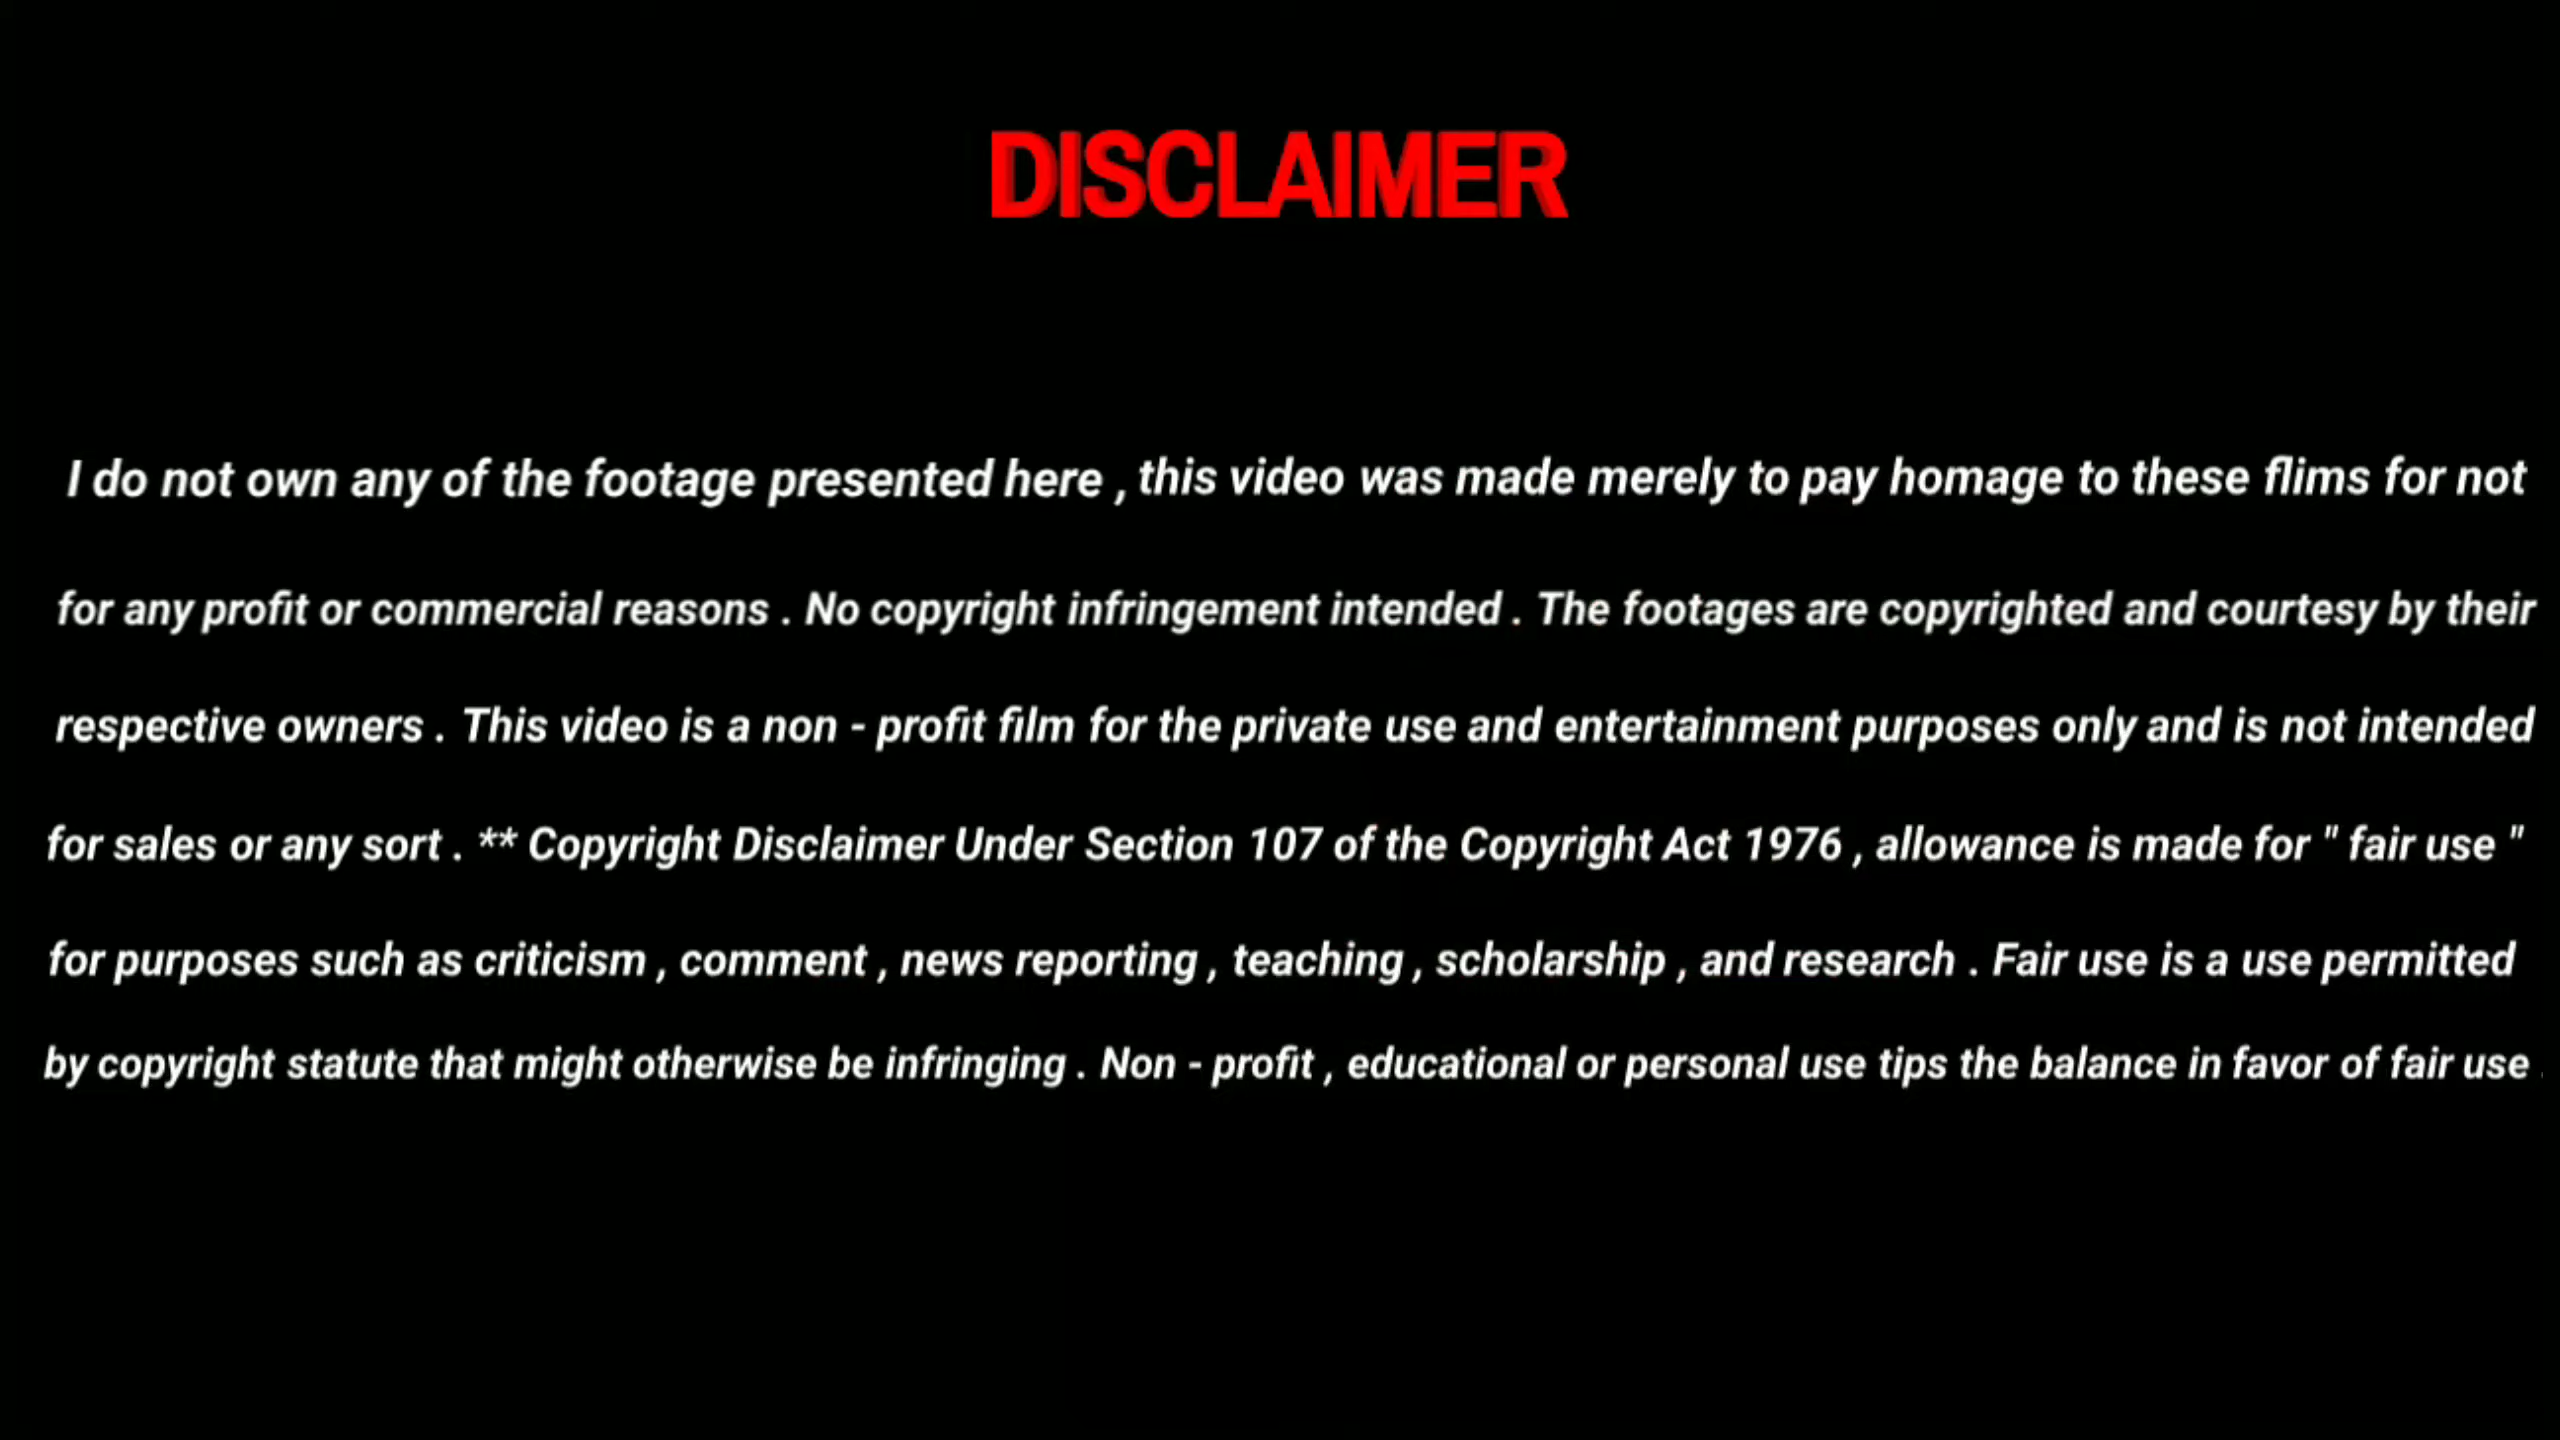 DISCLAIMER
I do not own any of the footage presented here , this video was made merely to pay homage to these flims for not
for any profit or commercial reasons . No copyright infringement intended . The footages are copyrighted and courtesy by their
respective owners . This video is a non - profit film for the private use and entertainment purposes only and is not intended
for sales or any sort . ** Copyright Disclaimer Under Section 107 of the Copyright Act 1976 , allowance is made for " fair use "
for purposes such as criticism , comment , news reporting , teaching , scholarship , and research . Fair use is a use permitted
by copyright statute that might otherwise be infringing . Non - profit , educational or personal use tips the balance in favor of fair use .